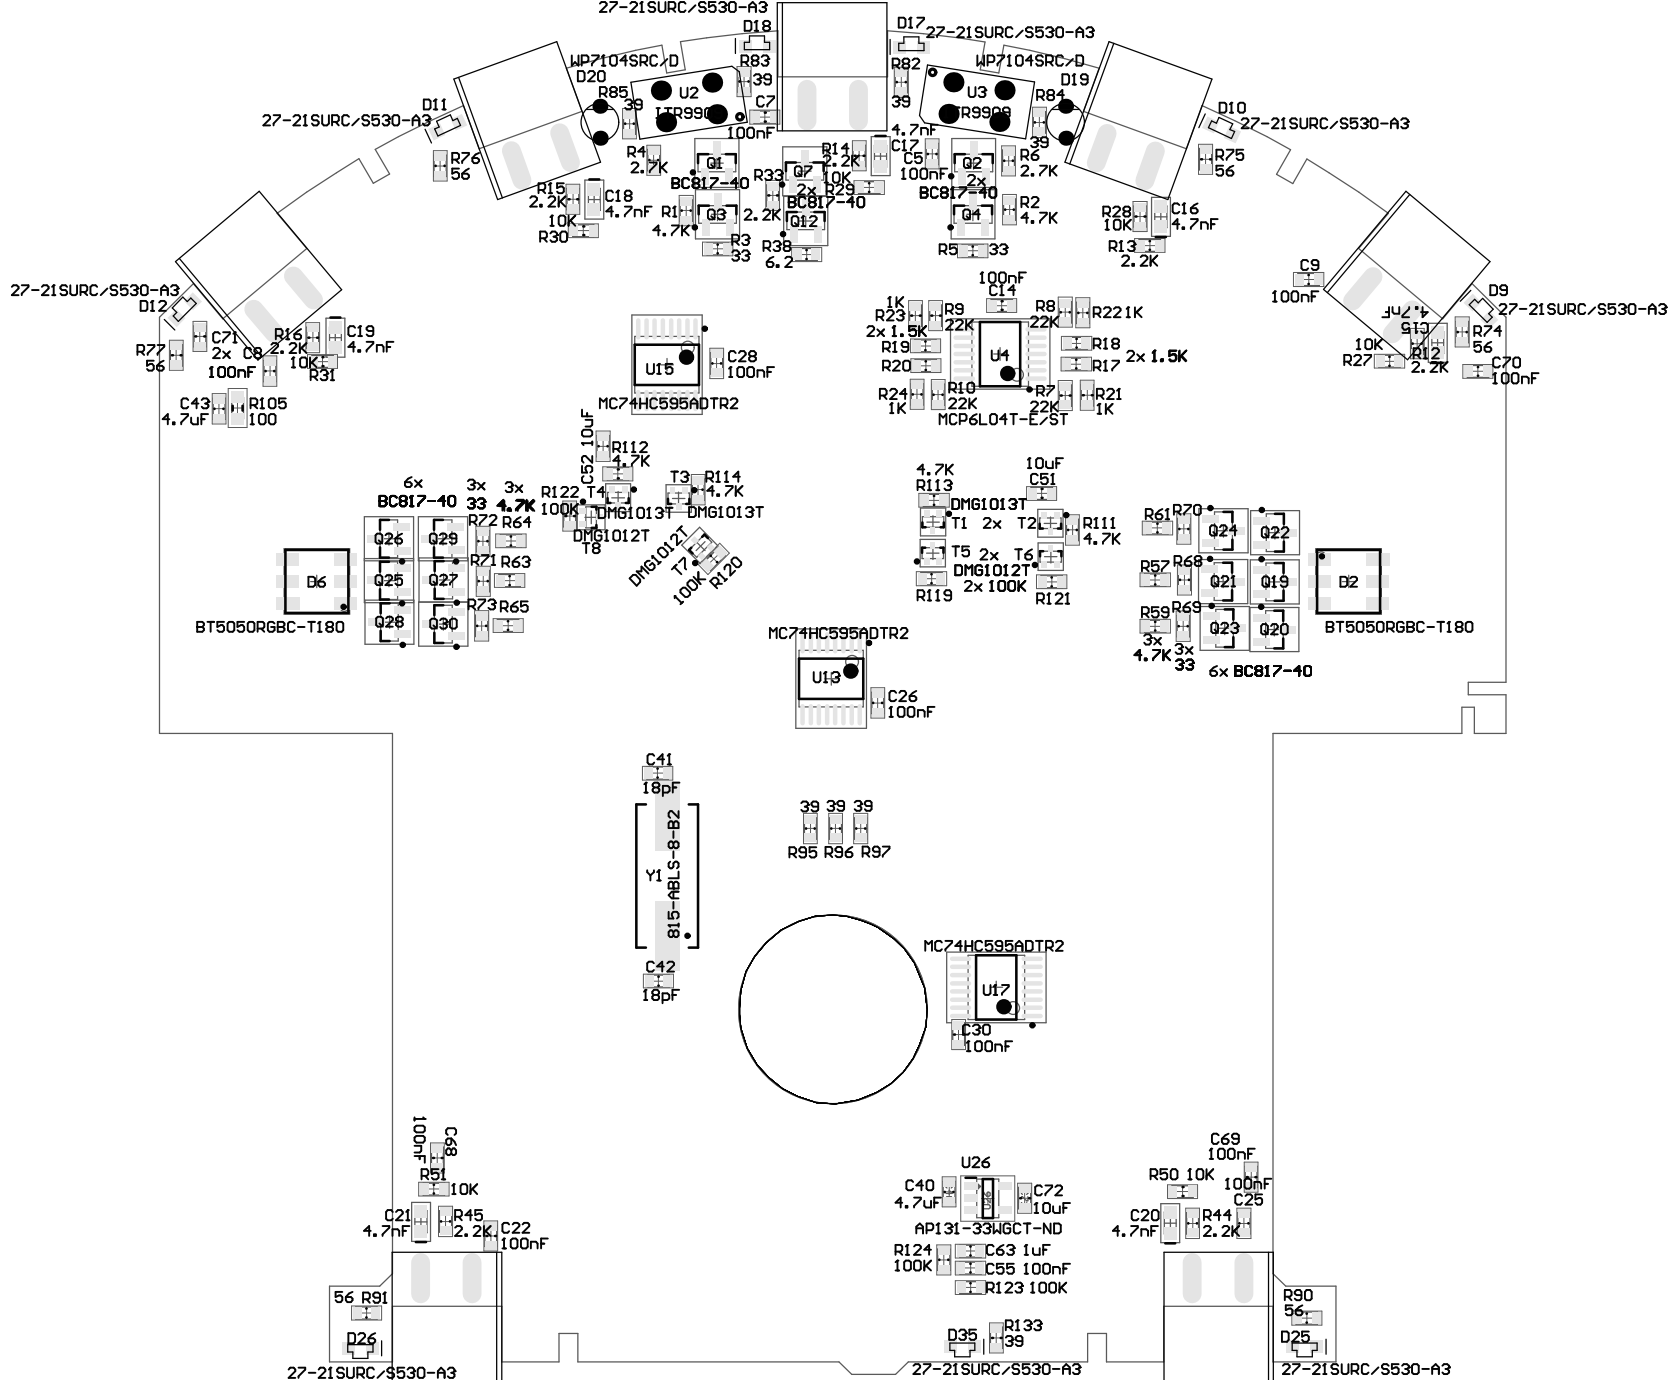 27-21SURC/S530-A3
D18
D17
27-21SURC/S530-A3
WP7104SRC/D
D20
R83
39
R82
39
WP7104SRC/D
D19
R85
39
U2
C7
100nF
U3
R84
39
D11
27-21SURC/S530-A3
D10
27-21SURC/S530-A3
R76
56
R4
2.7K
Q1
BC817-40
R14
2.2K
10K
R29
4.7nF
C17
C5
100nF
Q2
2x
BC817-40
R6
2.7K
R75
56
R15
2.2K
10K
R30
C18
4.7nF
R1
4.7K
Q3
R3
33
R33
2.2K
Q7
2x
BC817-40
Q12
R38
6.2
Q4
R2
4.7K
R5
33
R28
10K
C16
4.7nF
R13
2.2K
27-21SURC/S530-A3
D12
C71
2x
100nF
C8
R77
56
R16
2.2K
10K
R31
C19
4.7nF
C43
4.7uF
R105
100
U15
MC74HC595ADTR2
C28
100nF
100nF
C14
1K
R23
R9
22K
2x 1.5K
R19
R20
R24
1K
R10
22K
U4
MCP6L04T-E/ST
R8
22K
R22
1K
R18
R17
2x 1.5K
R7
22K
R21
1K
C9
100nF
D9
27-21SURC/S530-A3
4.7nF
C15
10K
R27
R12
2.2K
R74
56
C70
100nF
6x
BC817-40
3x
33
3x
4.7K
Q26
Q29
R72
R64
Q25
Q27
R71
R63
Q28
Q30
R73
R65
D6
BT5050RGBC-T180
C52 10uF
R112
4.7K
R122
100K
T4
DMG1013T
DMG1012T
T8
T3
R114
4.7K
DMG1013T
DMG1012T
T7
100K
R120
4.7K
R113
10uF
C51
DMG1013T
T1
2x
T2
R111
4.7K
T5
2x
T6
DMG1012T
2x 100K
R119
R121
R61
R70
Q24
Q22
R57
R68
Q21
Q19
R59
R69
Q23
Q20
3x
4.7K
3x
33
6x BC817-40
D2
BT5050RGBC-T180
MC74HC595ADTR2
U13
C26
100nF
C41
18pF
Y1
815-ABLS-8-B2
C42
18pF
39 39 39
R95 R96 R97
MC74HC595ADTR2
U17
C30
100nF
100nF
C68
R51
10K
C21
4.7nF
R45
2.2K
C22
100nF
U26
C40
4.7uF
U26
C72
10uF
AP131-33WGCT-ND
R124
100K
C63 1uF
C55 100nF
R123 100K
C69
100nF
R50 10K
100nF
C25
C20
4.7nF
R44
2.2K
56 R91
D26
27-21SURC/S530-A3
D35
R133
39
27-21SURC/S530-A3
R90
56
D25
27-21SURC/S530-A3